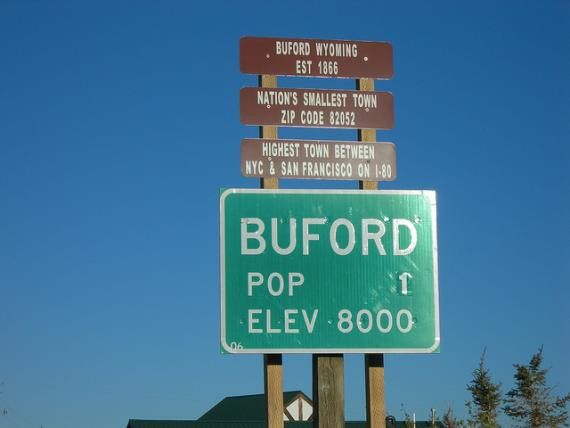 BUFORD WYOMING
EST 1866
NATION'S SMALLEST TOWN
ZIP CODE 82052
HIGHEST TOWN BETWEEN
NYC & SAN FRANCISCO ON I-80
BUFORD
POP 1
ELEV 8000
06